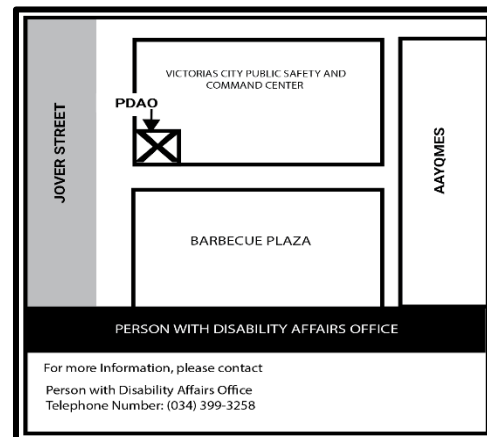 VICTORIAS CITY PUBLIC SAFETY AND
COMMAND CENTER
PDAO
JOVER STREET
AAYQMES
BARBECUE PLAZA
PERSON WITH DISABILITY AFFAIRS OFFICE
For more Information, please contact
Person with Disability Affairs Office
Telephone Number: (034) 399-3258